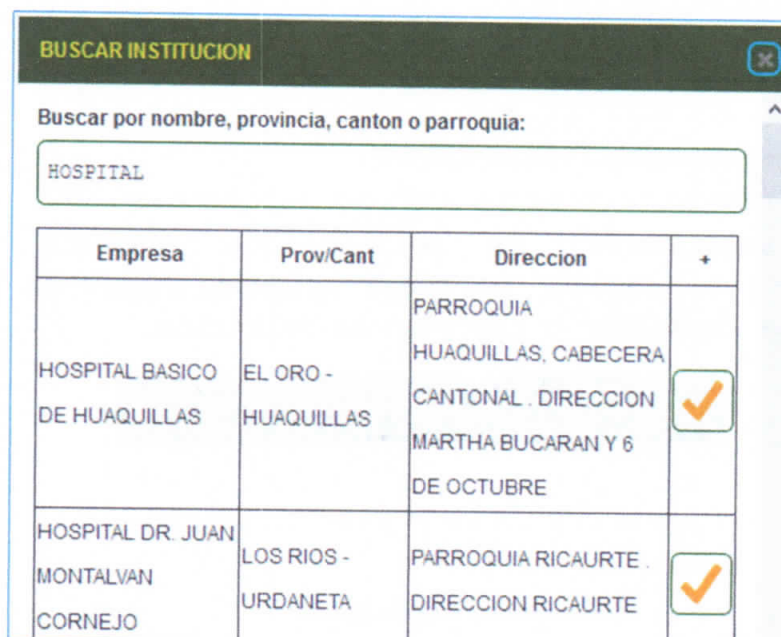 BUSCAR INSTITUCION
Buscar por nombre, provincia, canton o parroquia:
HOSPITAL
Empresa Prov/Cant Direccion +
HOSPITAL BASICO
DE HUAQUILLAS
EL ORO -
HUAQUILLAS
PARROQUIA
HUAQUILLAS, CABECERA
CANTONAL . DIRECCION
MARTHA BUCARAN Y 6
DE OCTUBRE
HOSPITAL DR. JUAN
MONTALVAN
CORNEJO
LOS RIOS -
URDANETA
PARROQUIA RICAURTE .
DIRECCION RICAURTE